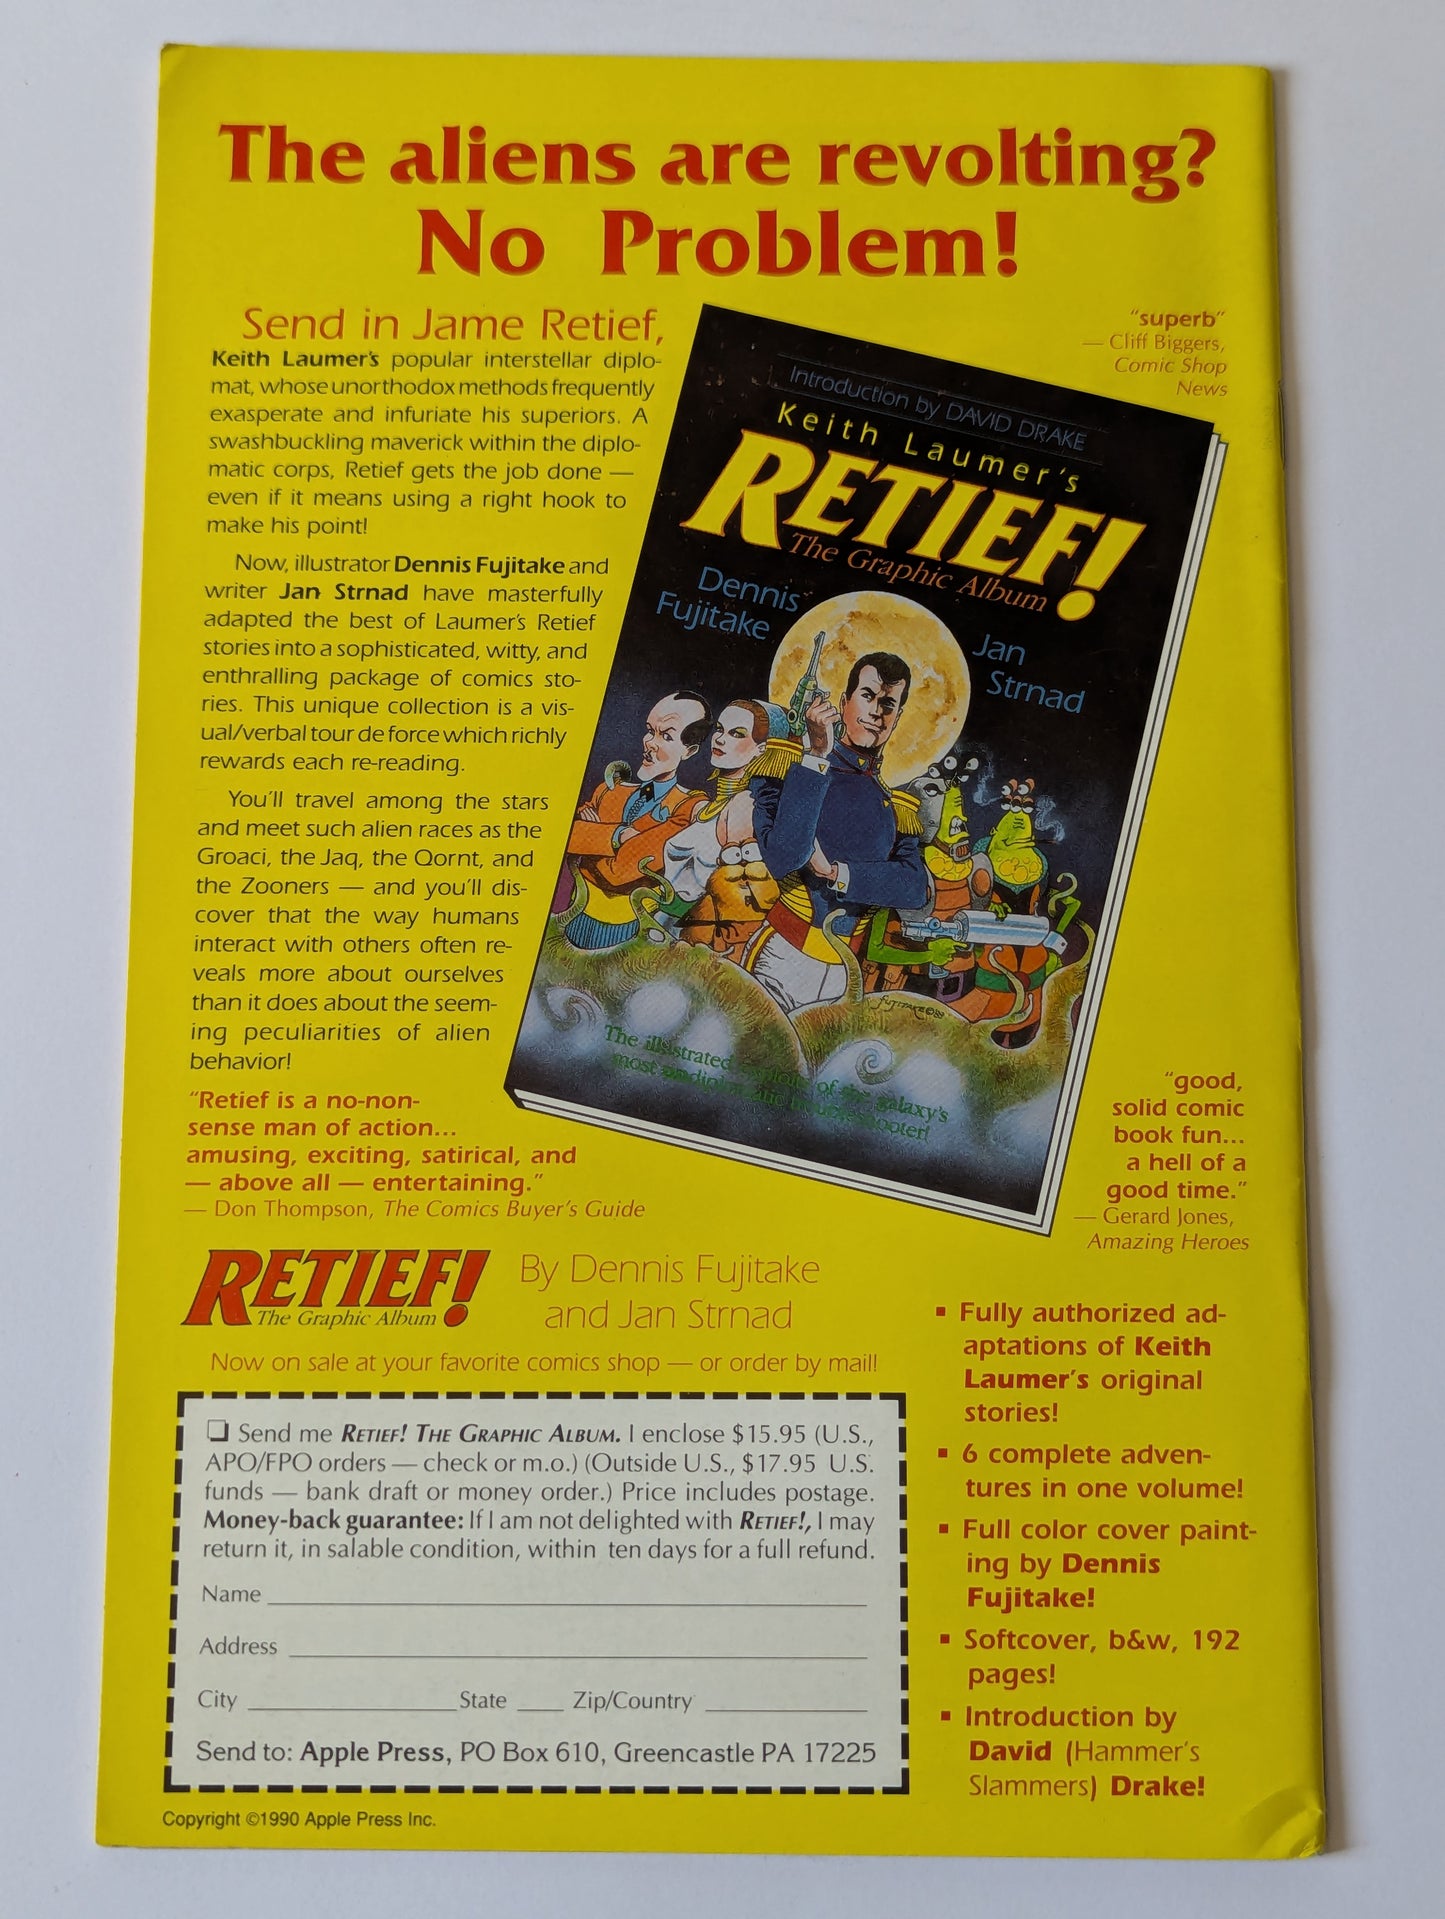 The aliens are revolting?
No Problem!
Send in Jame Retief,
Keith Laumer's popular interstellar diplo-
mat, whose unorthodox methods frequently
exasperate and infuriate his superiors. A
swashbuckling maverick within the diplo-
matic corps, Retief gets the job done —
even if it means using a right hook to
make his point!
Now, illustrator Dennis Fujitake and
writer Jan Strnad have masterfully
adapted the best of Laumer's Retief
stories into a sophisticated, witty, and
enthralling package of comics sto-
ries. This unique collection is a vis-
ual/verbal tour de force which richly
rewards each re-reading.
You'll travel among the stars
and meet such alien races as the
Groaci, the Jaq, the Qornt, and
the Zooners — and you'll dis-
cover that the way humans
interact with others often re-
veals more about ourselves
than it does about the seem-
ing peculiarities of alien
behavior!
"Retief is a no-non-
sense man of action...
amusing, exciting, satirical, and
— above all — entertaining."
— Don Thompson, The Comics Buyer's Guide
"superb"
— Cliff Biggers,
Comic Shop
News
Introduction by DAVID DRAKE
Keith Laumer's
RETIEF!
The Graphic Album
Dennis
Fujitake
Jan
Strnad
FUJITAKE©89
The illustrated exploits of the galaxy's
most undiplomatic troubleshooter!
"good,
solid comic
book fun...
a hell of a
good time."
— Gerard Jones,
Amazing Heroes
RETIEF!
The Graphic Album
By Dennis Fujitake
and Jan Strnad
Now on sale at your favorite comics shop — or order by mail!
❏ Send me RETIEF! THE GRAPHIC ALBUM. I enclose $15.95 (U.S.,
APO/FPO orders — check or m.o.) (Outside U.S., $17.95 U.S.
funds — bank draft or money order.) Price includes postage.
Money-back guarantee: If I am not delighted with RETIEF!, I may
return it, in salable condition, within ten days for a full refund.
Name
Address
City State Zip/Country
Send to: Apple Press, PO Box 610, Greencastle PA 17225
▪ Fully authorized ad-
aptations of Keith
Laumer's original
stories!
▪ 6 complete adven-
tures in one volume!
▪ Full color cover paint-
ing by Dennis
Fujitake!
▪ Softcover, b&w, 192
pages!
▪ Introduction by
David (Hammer's
Slammers) Drake!
Copyright ©1990 Apple Press Inc.